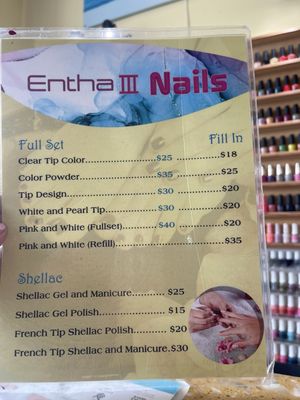 Entha III Nails
Full Set Fill In
Clear Tip Color..................$25 ..................$18
Color Powder..................$35 ..................$25
Tip Design..................$30 ..................$20
White and Pearl Tip............$30 ..................$20
Pink and White (Fullset)......$40 ..................$20
Pink and White (Refill)..................$35
Shellac
Shellac Gel and Manicure.........$25
Shellac Gel Polish..................$15
French Tip Shellac Polish.........$20
French Tip Shellac and Manicure.$30